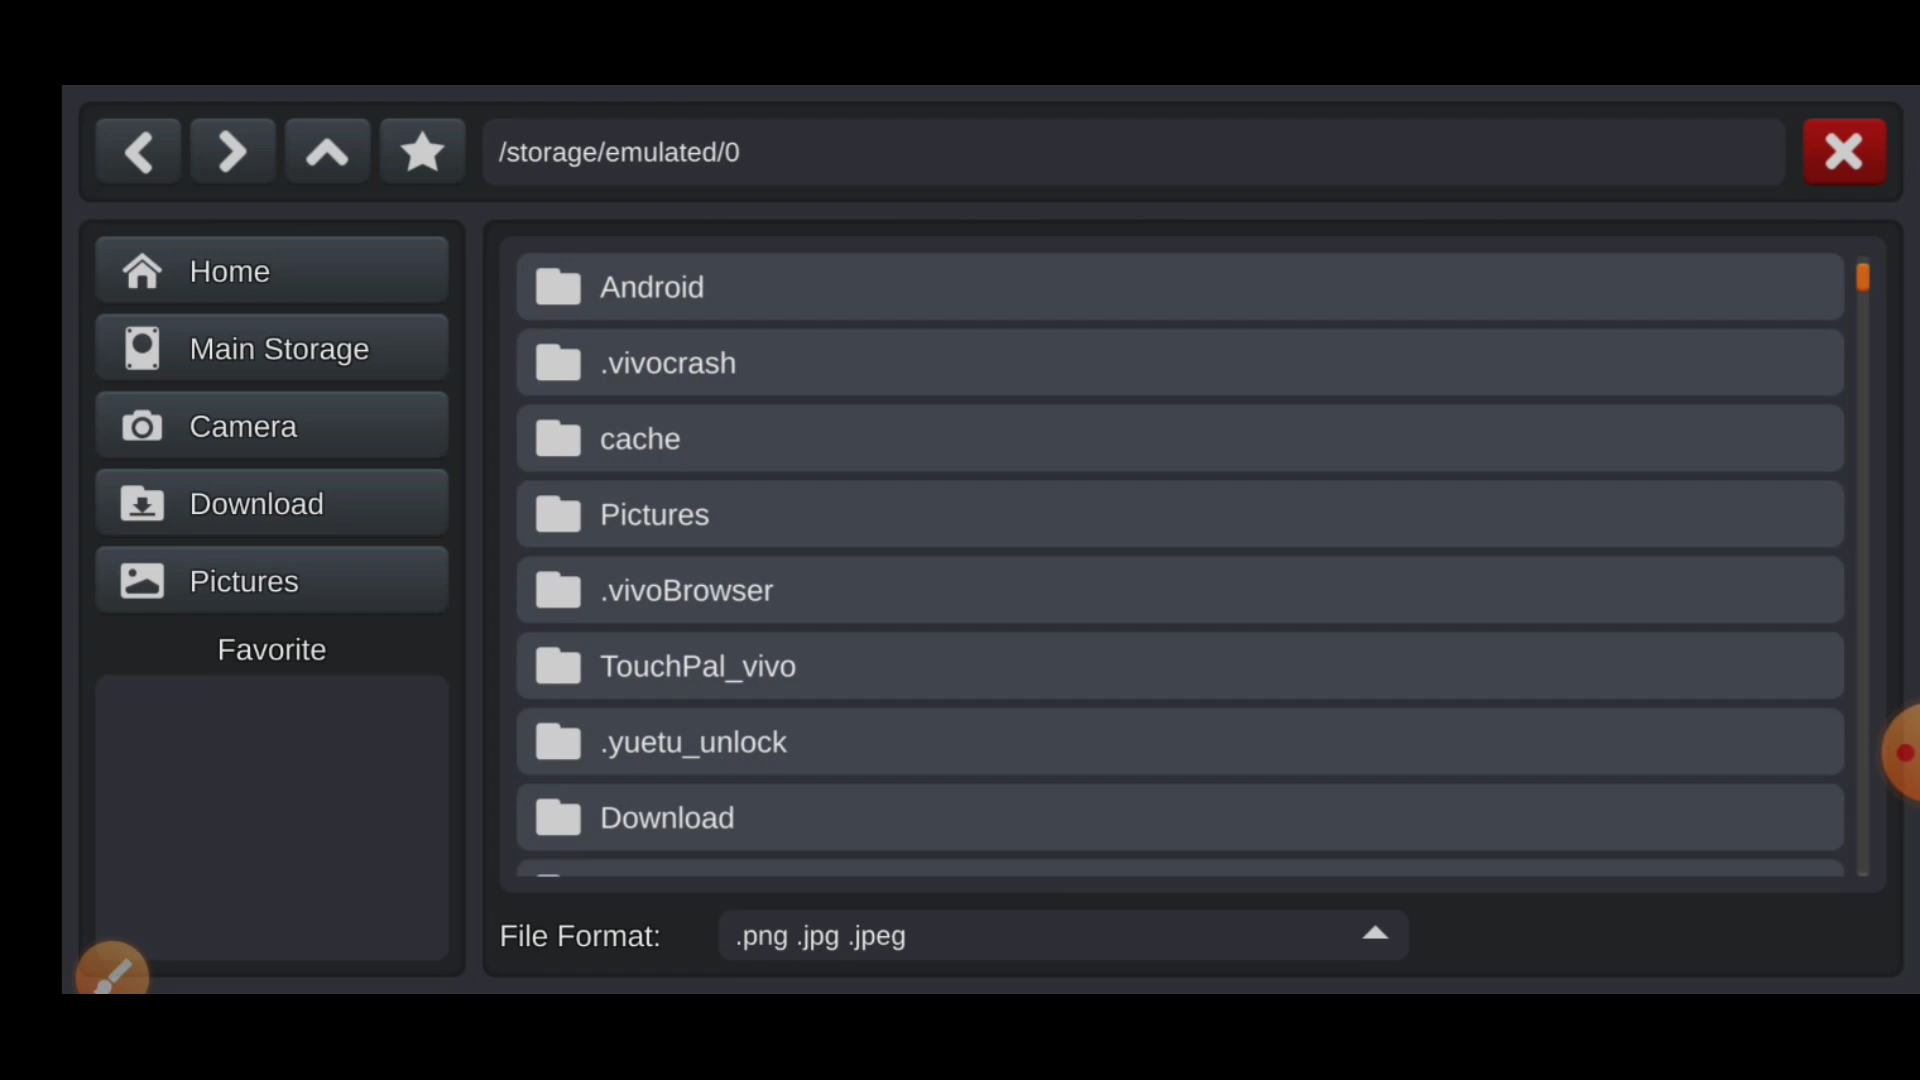 /storage/emulated/0
Home
Main Storage
Camera
Download
Pictures
Favorite
Android
.vivocrash
cache
Pictures
.vivoBrowser
TouchPal_vivo
.yuetu_unlock
Download
File Format:
.png .jpg .jpeg